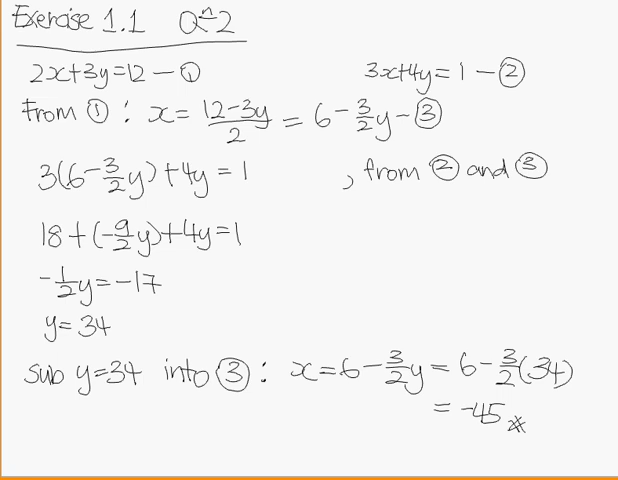 Exercise 1.1 Qⁿ 2
2x+3y=12 — ① 3x+4y=1 — ②
From ① : x= (12-3y)/2 = 6 - 3/2 y — ③
3(6 - 3/2 y) + 4y = 1 , from ② and ③
18 + (-9/2 y) + 4y = 1
-1/2 y = -17
y = 34
sub y=34 into ③ : x = 6 - 3/2 y = 6 - 3/2 (34)
= -45 *